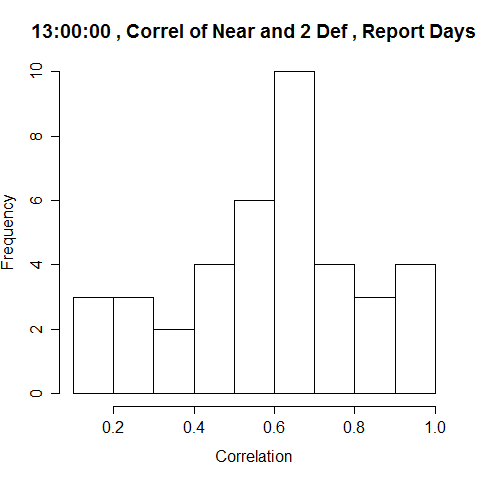 13:00:00 , Correl of Near and 2 Def , Report Days
Frequency
10
8
6
4
2
0
0.2 0.4 0.6 0.8 1.0
Correlation